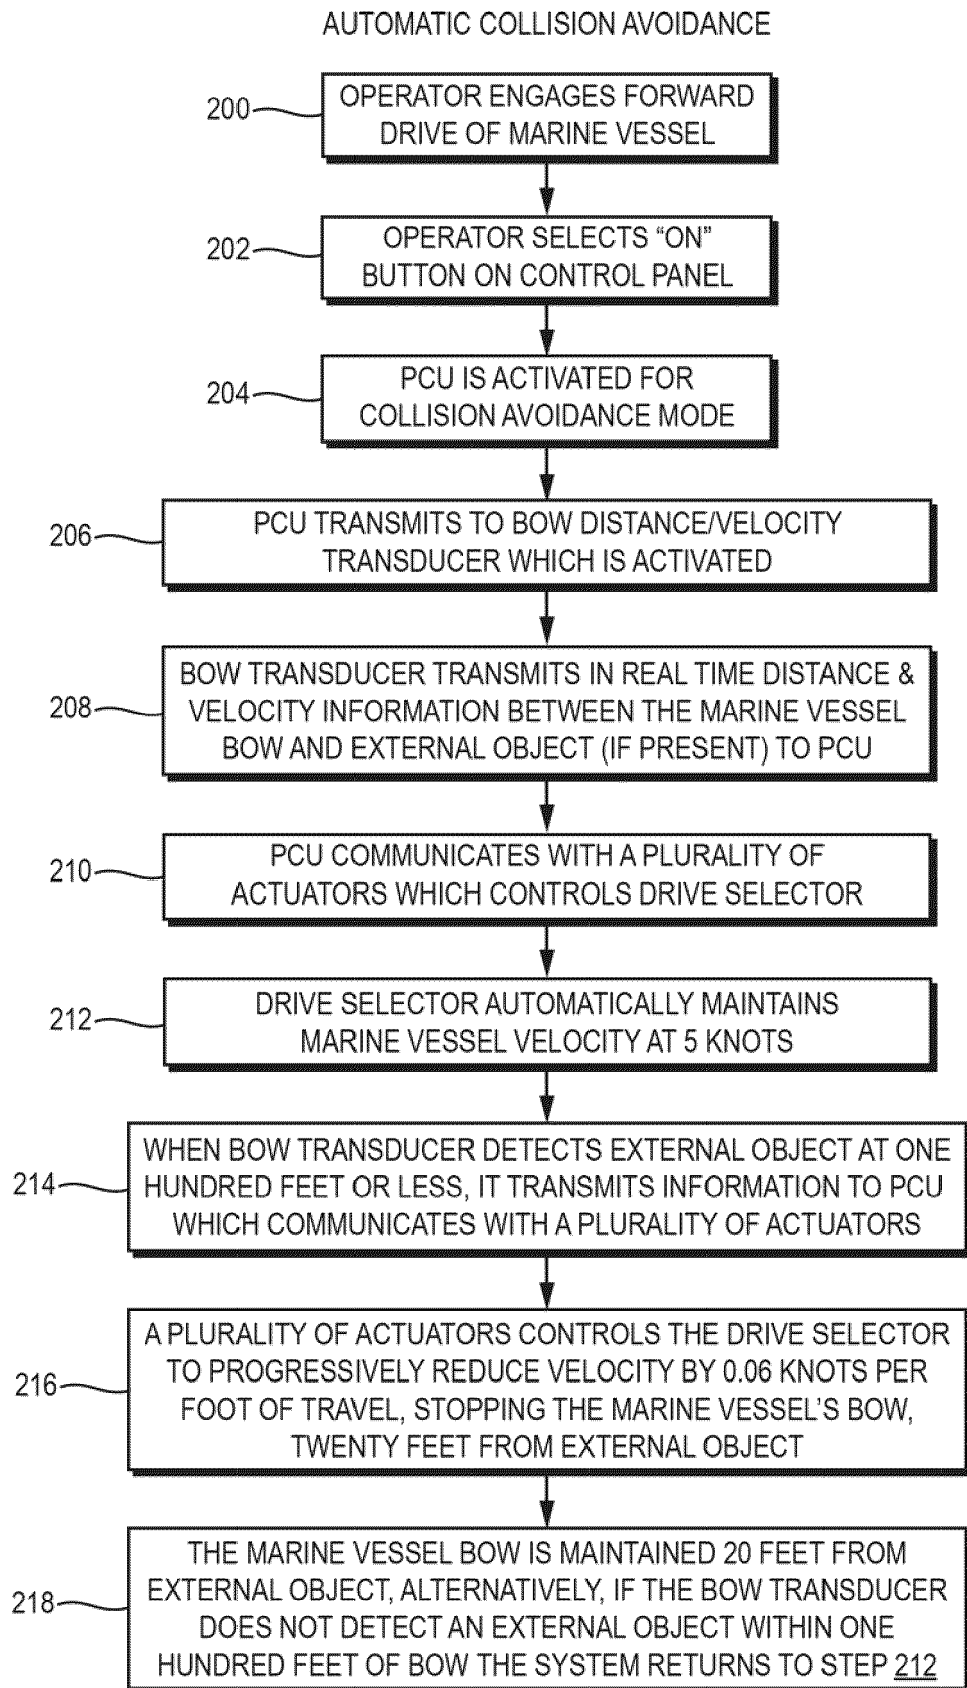 AUTOMATIC COLLISION AVOIDANCE
200
OPERATOR ENGAGES FORWARD
DRIVE OF MARINE VESSEL
202
OPERATOR SELECTS “ON”
BUTTON ON CONTROL PANEL
204
PCU IS ACTIVATED FOR
COLLISION AVOIDANCE MODE
206
PCU TRANSMITS TO BOW DISTANCE/VELOCITY
TRANSDUCER WHICH IS ACTIVATED
208
BOW TRANSDUCER TRANSMITS IN REAL TIME DISTANCE &
VELOCITY INFORMATION BETWEEN THE MARINE VESSEL
BOW AND EXTERNAL OBJECT (IF PRESENT) TO PCU
210
PCU COMMUNICATES WITH A PLURALITY OF
ACTUATORS WHICH CONTROLS DRIVE SELECTOR
212
DRIVE SELECTOR AUTOMATICALLY MAINTAINS
MARINE VESSEL VELOCITY AT 5 KNOTS
214
WHEN BOW TRANSDUCER DETECTS EXTERNAL OBJECT AT ONE
HUNDRED FEET OR LESS, IT TRANSMITS INFORMATION TO PCU
WHICH COMMUNICATES WITH A PLURALITY OF ACTUATORS
216
A PLURALITY OF ACTUATORS CONTROLS THE DRIVE SELECTOR
TO PROGRESSIVELY REDUCE VELOCITY BY 0.06 KNOTS PER
FOOT OF TRAVEL, STOPPING THE MARINE VESSEL’S BOW,
TWENTY FEET FROM EXTERNAL OBJECT
218
THE MARINE VESSEL BOW IS MAINTAINED 20 FEET FROM
EXTERNAL OBJECT, ALTERNATIVELY, IF THE BOW TRANSDUCER
DOES NOT DETECT AN EXTERNAL OBJECT WITHIN ONE
HUNDRED FEET OF BOW THE SYSTEM RETURNS TO STEP 212